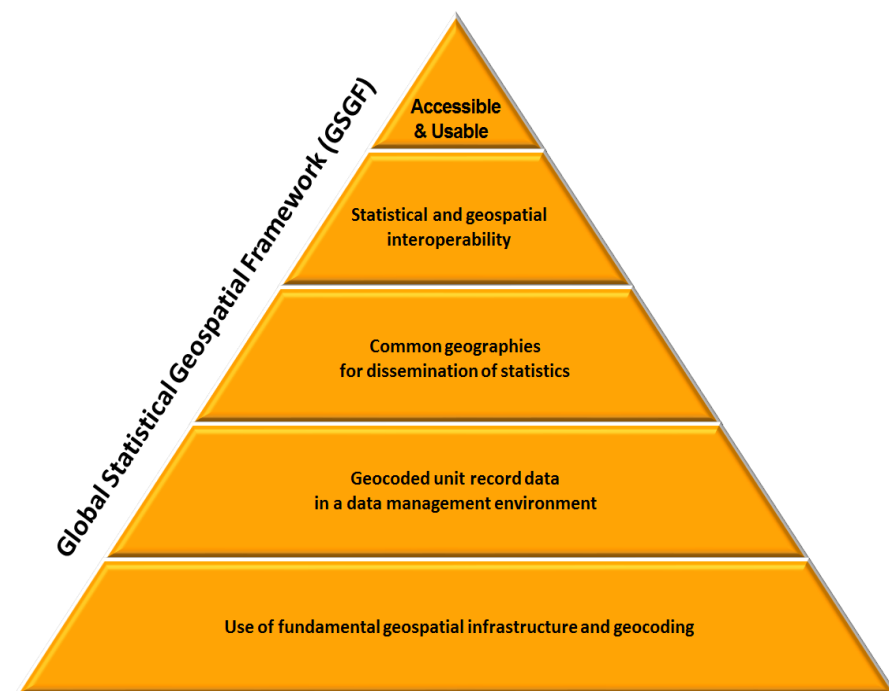 Global Statistical Geospatial Framework (GSGF)
Accessible
& Usable
Statistical and geospatial
interoperability
Common geographies
for dissemination of statistics
Geocoded unit record data
in a data management environment
Use of fundamental geospatial infrastructure and geocoding